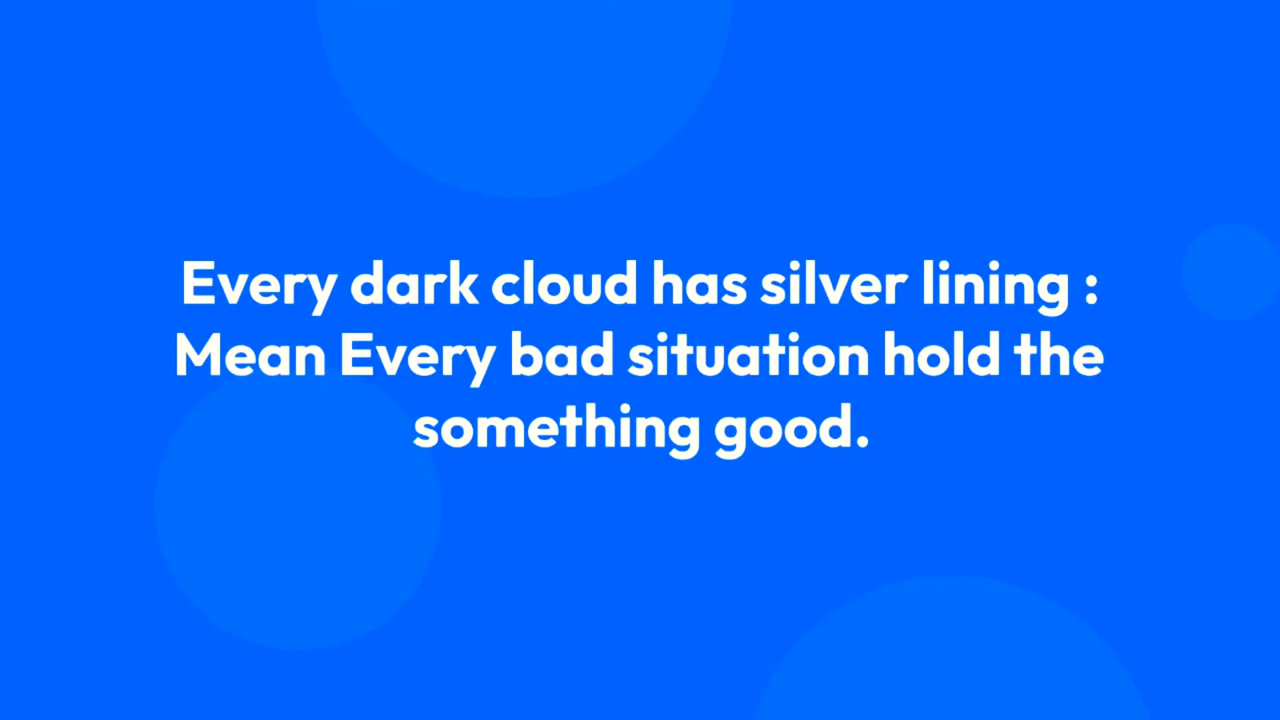 Every dark cloud has silver lining :
Mean Every bad situation hold the
something good.